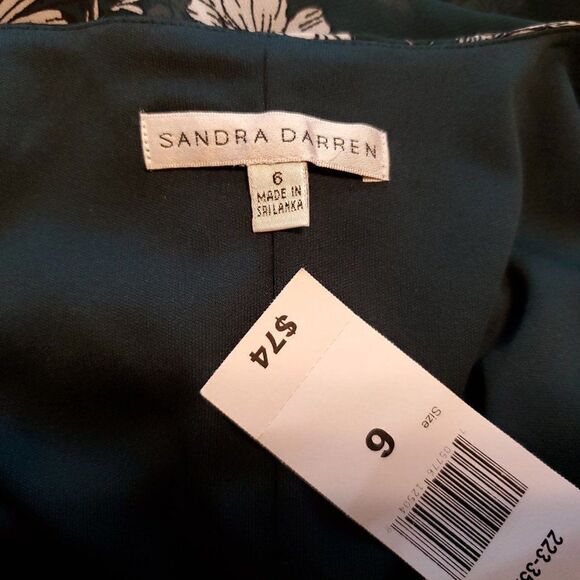 SANDRA DARREN
6
MADE IN
SRI LANKA
$74
Size
6